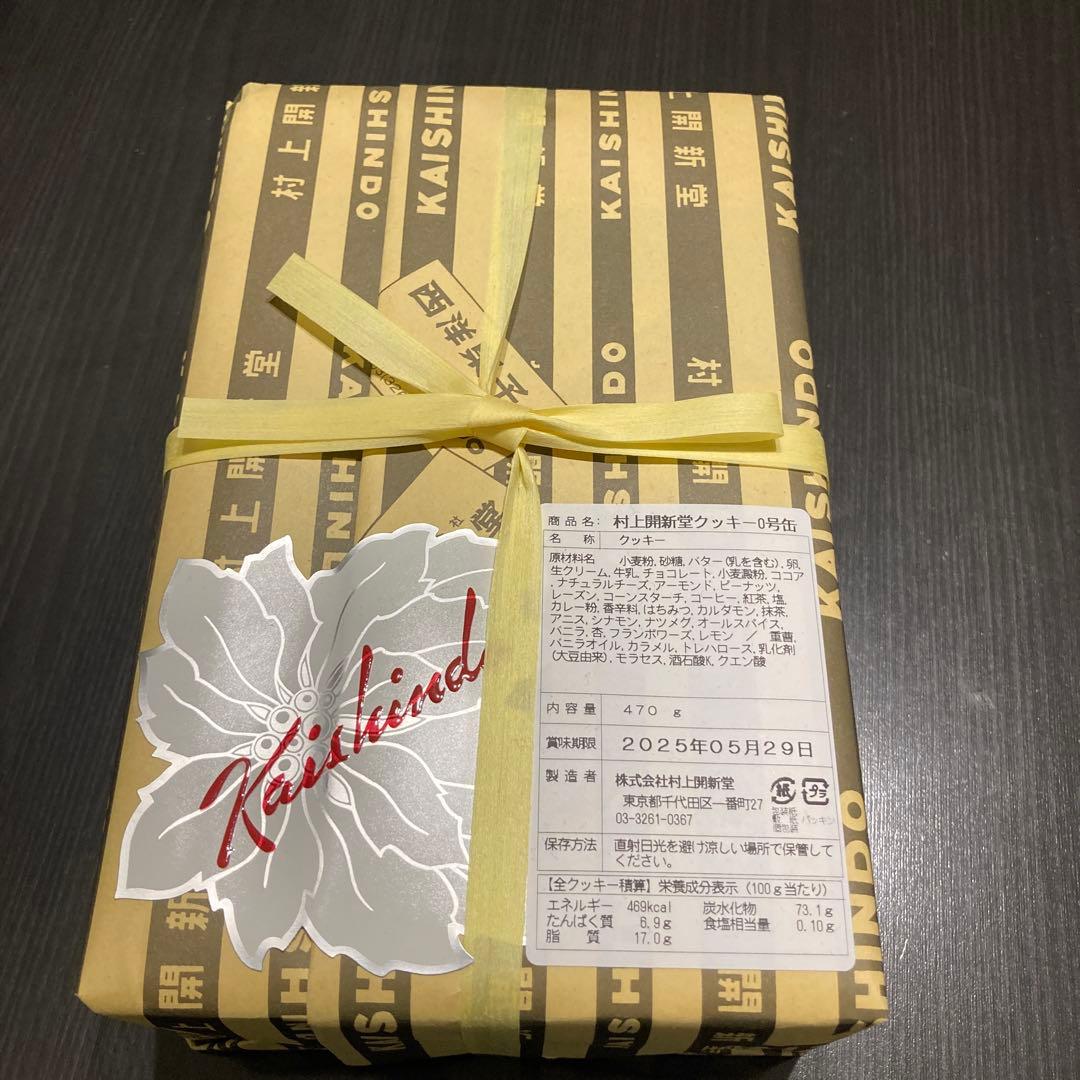 村上開新堂
KAISHINDO
西洋菓子
Kaishind
商品名： 村上開新堂クッキー0号缶
名　称 クッキー
原材料名 小麦粉, 砂糖, バター (乳を含む), 卵,
生クリーム, 牛乳, チョコレート, 小麦澱粉, ココア
, ナチュラルチーズ, アーモンド, ピーナッツ,
レーズン, コーンスターチ, コーヒー, 紅茶, 塩,
カレー粉, 香辛料, はちみつ, カルダモン, 抹茶,
アニス, シナモン, ナツメグ, オールスパイス,
バニラ, 杏, フランボワーズ, レモン ／ 重曹,
バニラオイル, カラメル, トレハロース, 乳化剤
(大豆由来), モラセス, 酒石酸K, クエン酸
内容量 470 g
賞味期限 2025年05月29日
製造者 株式会社村上開新堂
東京都千代田区一番町27
03-3261-0367
紙 プラ
包装紙
個包装 パッキン
保存方法 直射日光を避け涼しい場所で保管して
ください。
【全クッキー積算】栄養成分表示 (100g当たり)
エネルギー 469kcal 炭水化物 73.1g
たんぱく質 6.9g 食塩相当量 0.10g
脂　質 17.0g